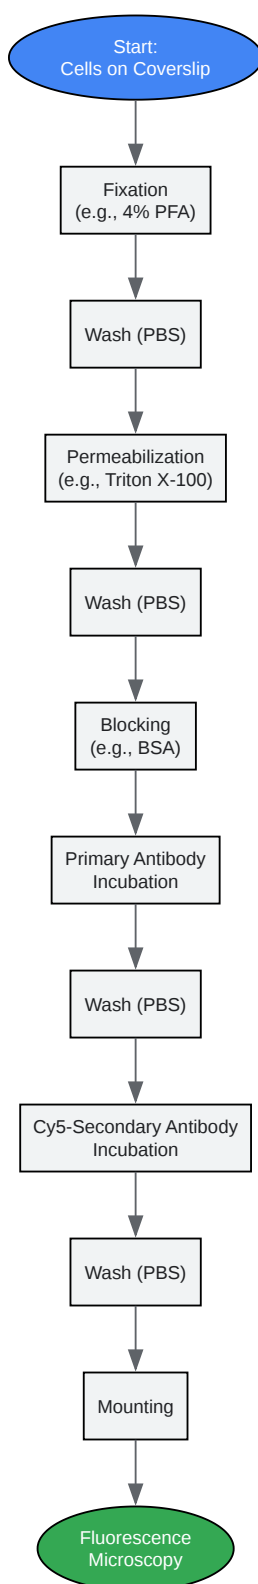 Start:
Cells on Coverslip
Fixation
(e.g., 4% PFA)
Wash (PBS)
Permeabilization
(e.g., Triton X-100)
Wash (PBS)
Blocking
(e.g., BSA)
Primary Antibody
Incubation
Wash (PBS)
Cy5-Secondary Antibody
Incubation
Wash (PBS)
Mounting
Fluorescence
Microscopy